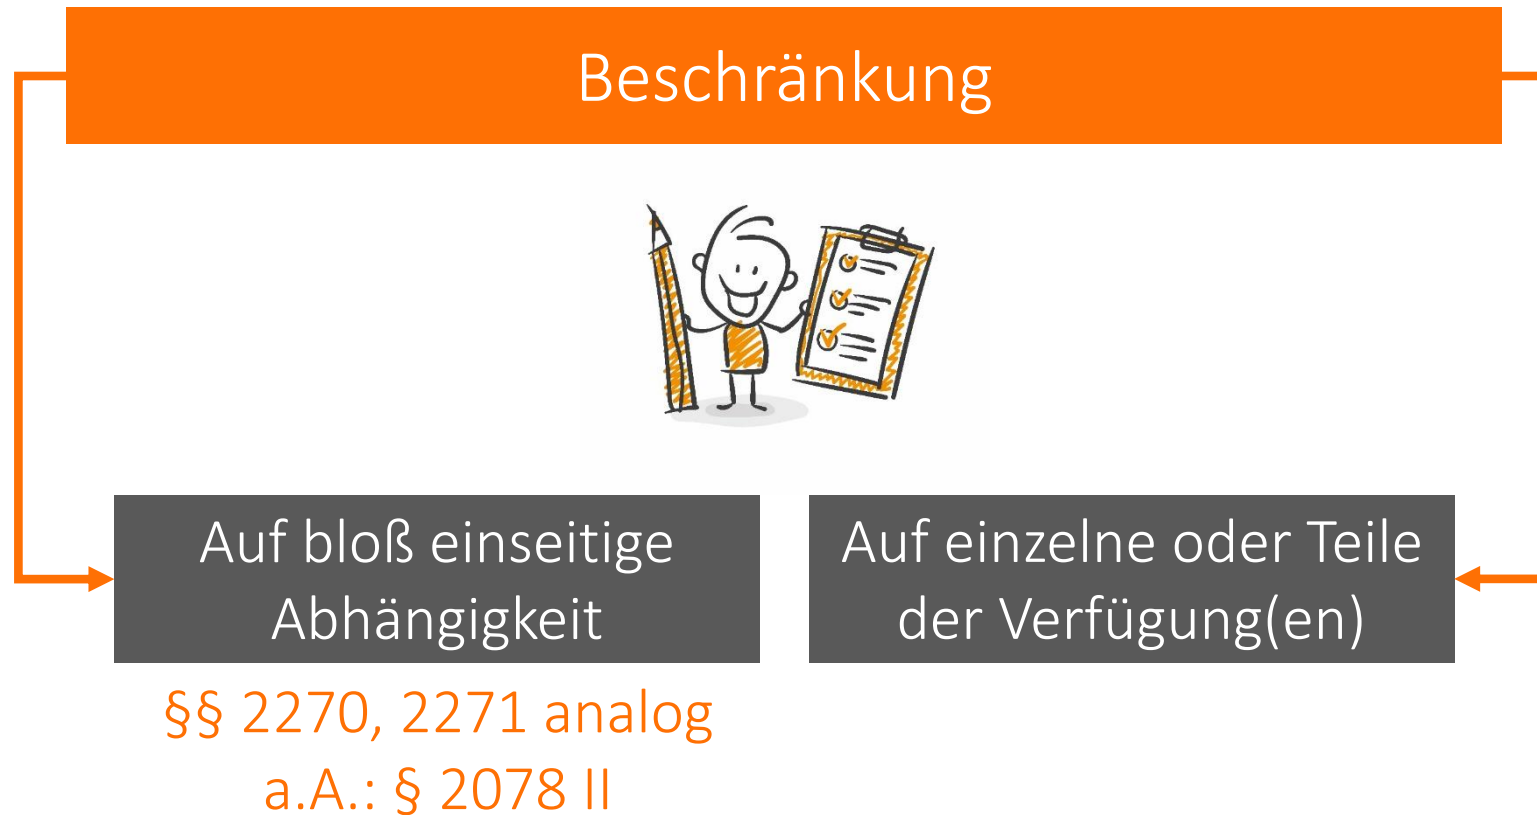 Beschränkung
Auf bloß einseitige
Abhängigkeit
Auf einzelne oder Teile
der Verfügung(en)
§§ 2270, 2271 analog
a.A.: § 2078 II